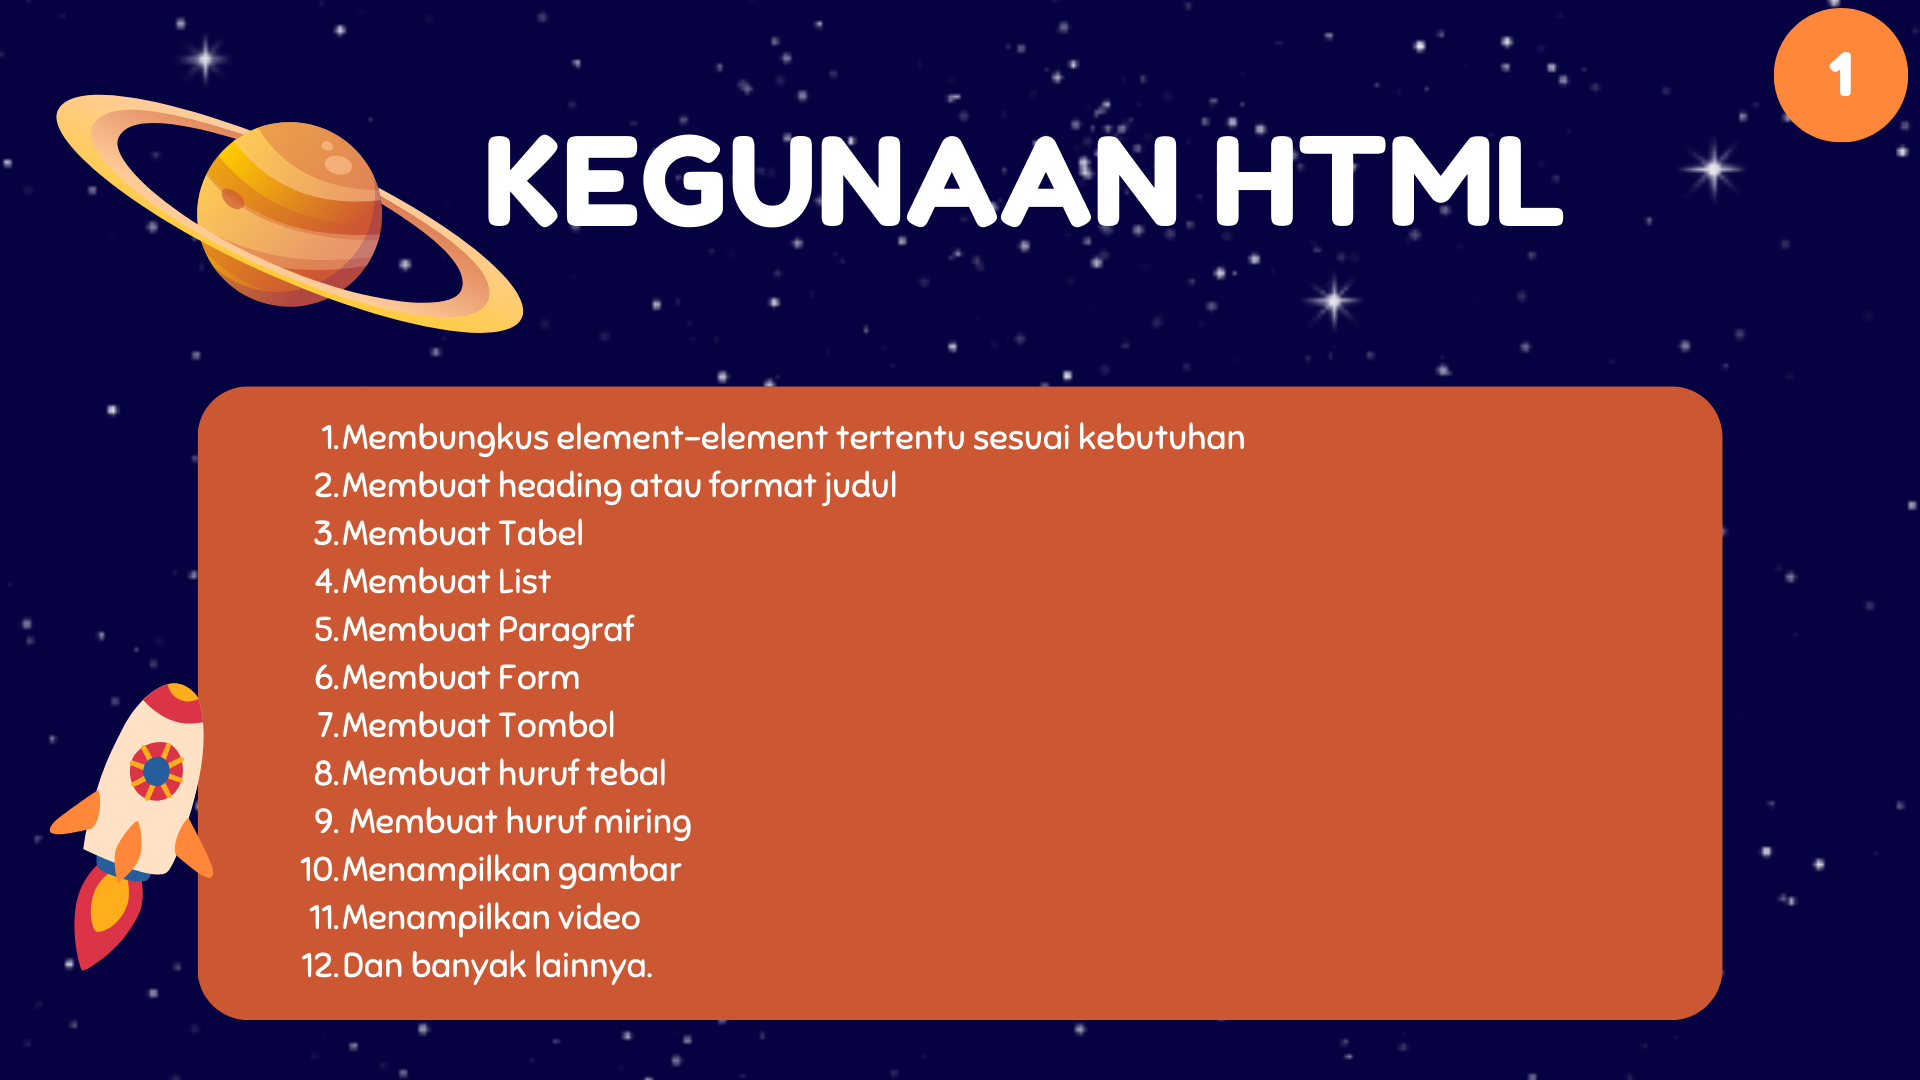 1
KEGUNAAN HTML
1.Membungkus element-element tertentu sesuai kebutuhan
2.Membuat heading atau format judul
3.Membuat Tabel
4.Membuat List
5.Membuat Paragraf
6.Membuat Form
7.Membuat Tombol
8.Membuat huruf tebal
9. Membuat huruf miring
10.Menampilkan gambar
11.Menampilkan video
12.Dan banyak lainnya.